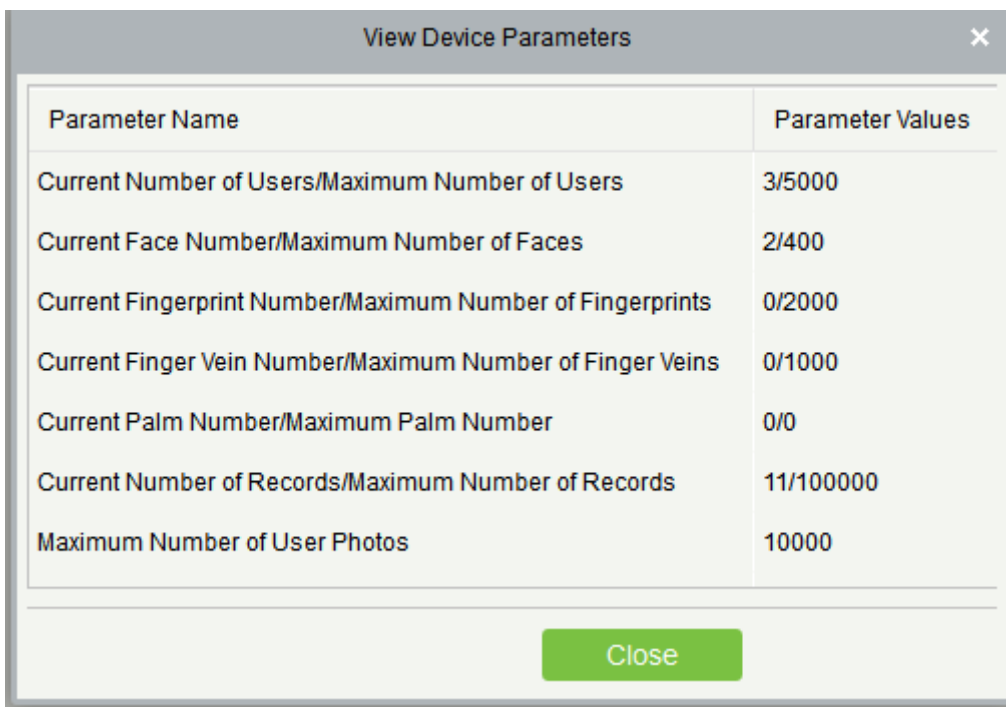 View Device Parameters ×
Parameter Name Parameter Values
Current Number of Users/Maximum Number of Users 3/5000
Current Face Number/Maximum Number of Faces 2/400
Current Fingerprint Number/Maximum Number of Fingerprints 0/2000
Current Finger Vein Number/Maximum Number of Finger Veins 0/1000
Current Palm Number/Maximum Palm Number 0/0
Current Number of Records/Maximum Number of Records 11/100000
Maximum Number of User Photos 10000
Close